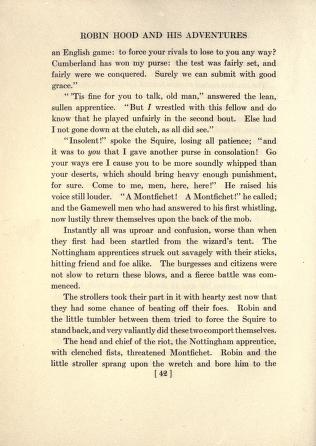 ROBIN HOOD AND HIS ADVENTURES
an English game: to force your rivals to lose to you any way?
Cumberland has won my purse: the test was fairly set, and
fairly were we conquered. Surely we can submit with good
grace."
"'Tis fine for you to talk, old man," answered the lean,
sullen apprentice. "But I wrestled with this fellow and do
know that he played unfairly in the second bout. Else had
I not gone down at the clutch, as all did see."
"Insolent!" spoke the Squire, losing all patience; "and
it was to you that I gave another purse in consolation! Go
your ways ere I cause you to be more soundly whipped than
your deserts, which should bring heavy enough punishment,
for sure. Come to me, men, here, here!" He raised his
voice still louder. "A Montfichet! A Montfichet!" he called;
and the Gamewell men who had answered to his first whistling,
now lustily threw themselves upon the back of the mob.
Instantly all was uproar and confusion, worse than when
they first had been startled from the wizard's tent. The
Nottingham apprentices struck out savagely with their sticks,
hitting friend and foe alike. The burgesses and citizens were
not slow to return these blows, and a fierce battle was com-
menced.
The strollers took their part in it with hearty zest now that
they had some chance of beating off their foes. Robin and
the little tumbler between them tried to force the Squire to
stand back, and very valiantly did these two comport themselves.
The head and chief of the riot, the Nottingham apprentice,
with clenched fists, threatened Montfichet. Robin and the
little stroller sprang upon the wretch and bore him to the
[ 42 ]